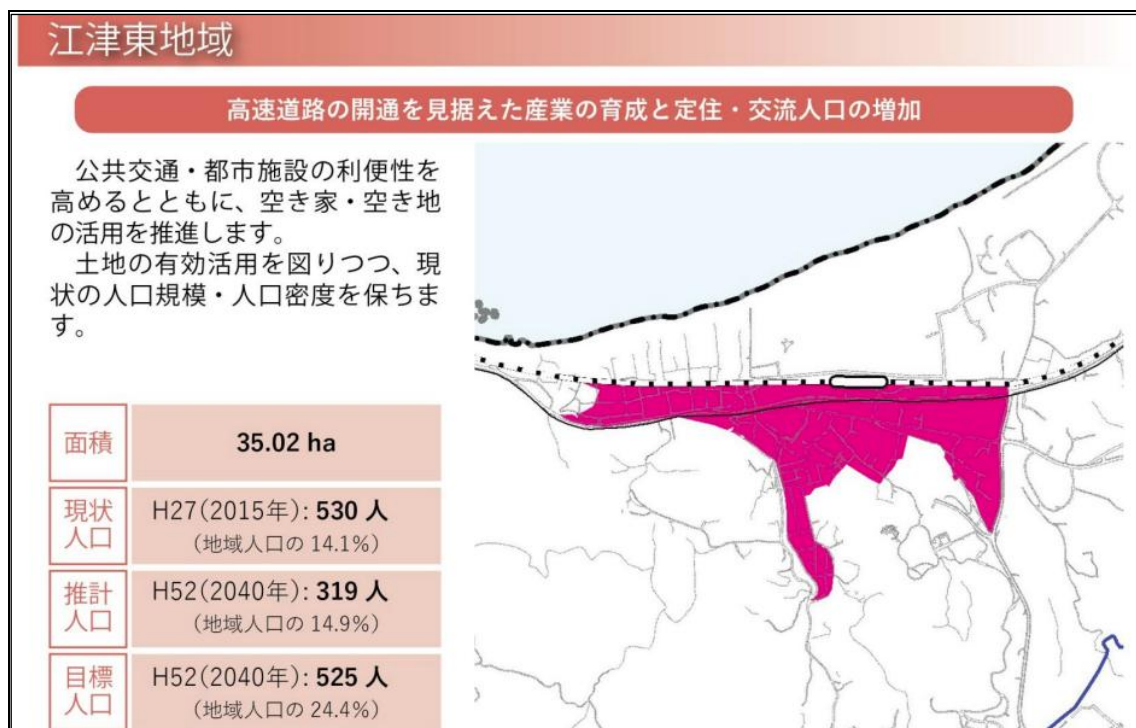 江津東地域
高速道路の開通を見据えた産業の育成と定住・交流人口の増加
公共交通・都市施設の利便性を
高めるとともに、空き家・空き地
の活用を推進します。
土地の有効活用を図りつつ、現
状の人口規模・人口密度を保ちま
す。
面積
35.02 ha
現状
人口
H27(2015年): 530 人
(地域人口の 14.1%)
推計
人口
H52(2040年): 319 人
(地域人口の 14.9%)
目標
人口
H52(2040年): 525 人
(地域人口の 24.4%)